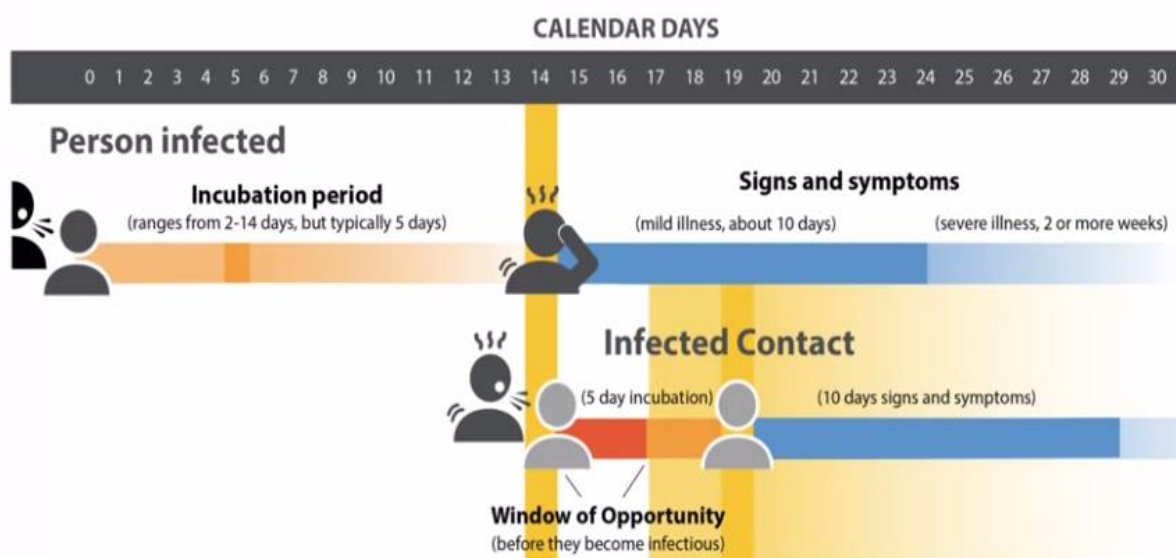 CALENDAR DAYS
0 1 2 3 4 5 6 7 8 9 10 11 12 13 14 15 16 17 18 19 20 21 22 23 24 25 26 27 28 29 30
Person infected
Incubation period
(ranges from 2-14 days, but typically 5 days)
Signs and symptoms
(mild illness, about 10 days)
(severe illness, 2 or more weeks)
Infected Contact
(5 day incubation)
(10 days signs and symptoms)
Window of Opportunity
(before they become infectious)